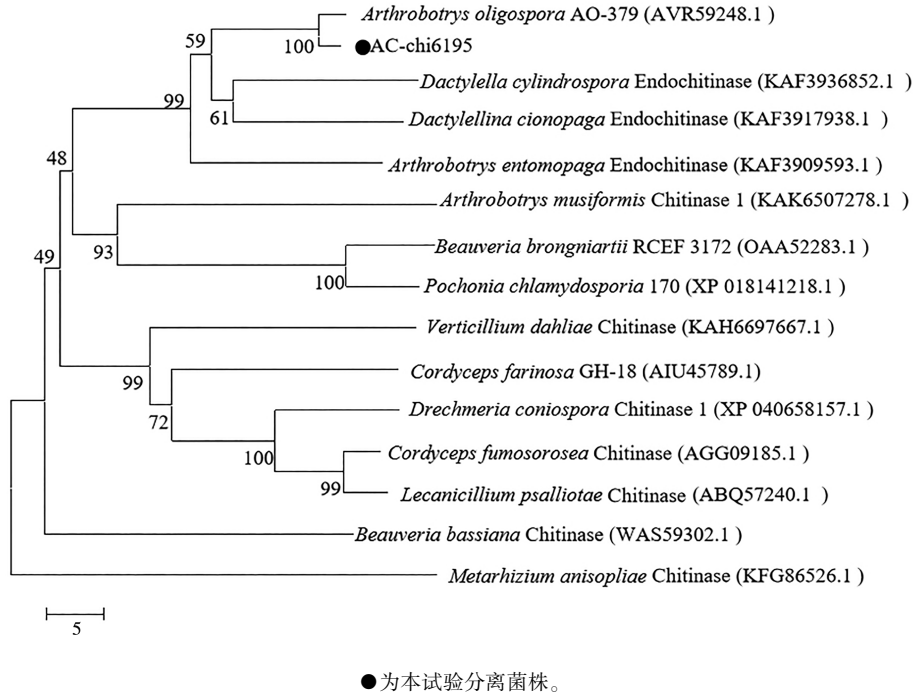 Arthrobotrys oligospora AO-379 (AVR59248.1 )
59
100
●AC-chi6195
Dactylella cylindrospora Endochitinase (KAF3936852.1 )
99
61
Dactylellina cionopaga Endochitinase (KAF3917938.1 )
48
Arthrobotrys entomopaga Endochitinase (KAF3909593.1 )
Arthrobotrys musiformis Chitinase 1 (KAK6507278.1 )
93
Beauveria brongniartii RCEF 3172 (OAA52283.1 )
49
100
Pochonia chlamydosporia 170 (XP 018141218.1 )
Verticillium dahliae Chitinase (KAH6697667.1 )
99
Cordyceps farinosa GH-18 (AIU45789.1)
72
Drechmeria coniospora Chitinase 1 (XP 040658157.1 )
100
Cordyceps fumosorosea Chitinase (AGG09185.1 )
99
Lecanicillium psalliotae Chitinase (ABQ57240.1 )
Beauveria bassiana Chitinase (WAS59302.1 )
Metarhizium anisopliae Chitinase (KFG86526.1 )
5
●为本试验分离菌株。